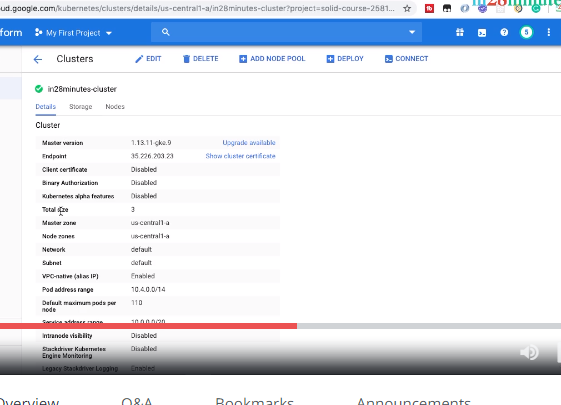 ud.google.com/kubernetes/clusters/details/us-central1-a/in28minutes-cluster?project=solid-course-2581...
form My First Project 5
Clusters EDIT DELETE ADD NODE POOL DEPLOY CONNECT
in28minutes-cluster
Details Storage Nodes
Cluster
Master version 1.13.11-gke.9 Upgrade available
Endpoint 35.226.203.23 Show cluster certificate
Client certificate Disabled
Binary Authorization Disabled
Kubernetes alpha features Disabled
Total size 3
Master zone us-central1-a
Node zones us-central1-a
Network default
Subnet default
VPC-native (alias IP) Enabled
Pod address range 10.4.0.0/14
Default maximum pods per 110
node
Service address range 10.0.0.0/20
Intranode visibility Disabled
Stackdriver Kubernetes Disabled
Engine Monitoring
Legacy Stackdriver Logging Enabled
Overview Q&A Bookmarks Announcements